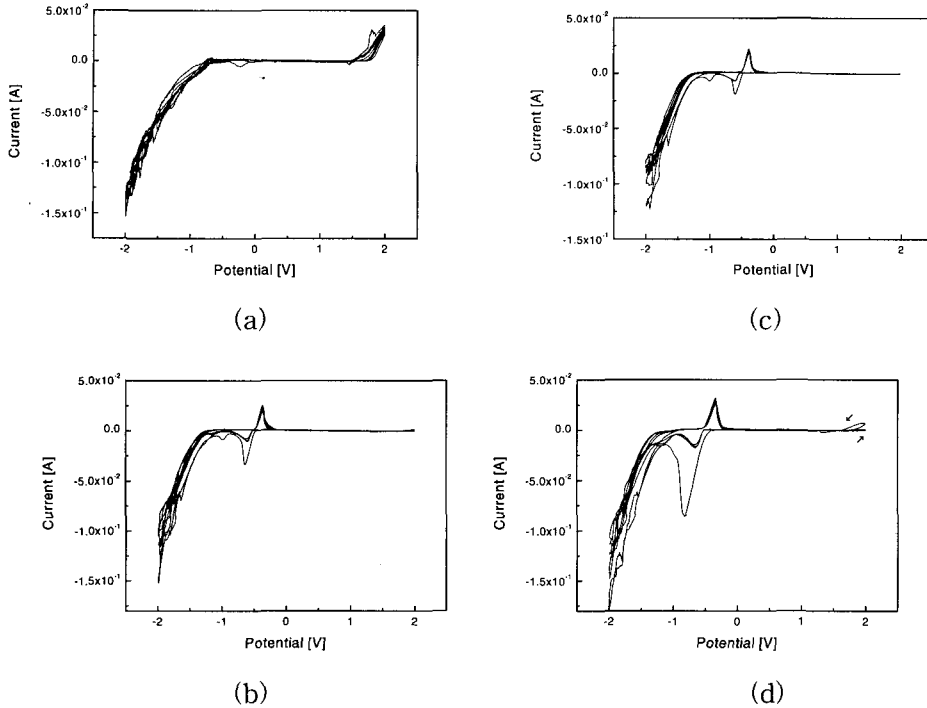 5.0x10⁻²
0.0
-5.0x10⁻²
-1.0x10⁻¹
-1.5x10⁻¹
Current [A]
-2 -1 0 1 2
Potential [V]
(a)
5.0x10⁻²
0.0
-5.0x10⁻²
-1.0x10⁻¹
-1.5x10⁻¹
Current [A]
-2 -1 0 1 2
Potential [V]
(c)
5.0x10⁻²
0.0
-5.0x10⁻²
-1.0x10⁻¹
-1.5x10⁻¹
Current [A]
-2 -1 0 1 2
Potential [V]
(b)
5.0x10⁻²
0.0
-5.0x10⁻²
-1.0x10⁻¹
-1.5x10⁻¹
Current [A]
-2 -1 0 1 2
Potential [V]
(d)